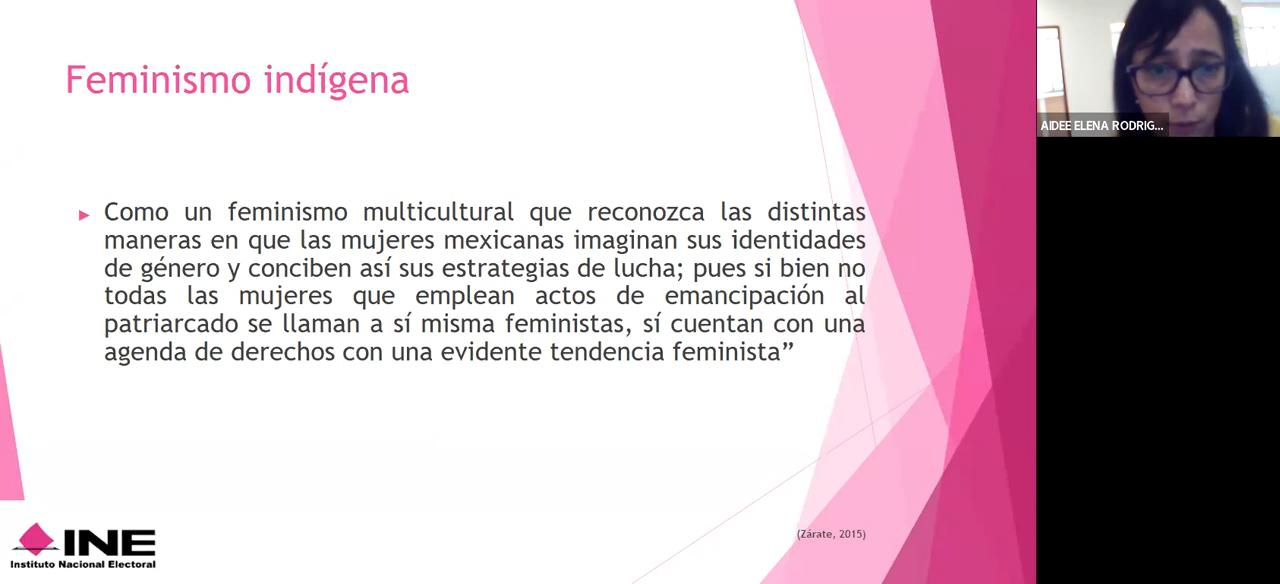 Feminismo indígena
► Como un feminismo multicultural que reconozca las distintas
maneras en que las mujeres mexicanas imaginan sus identidades
de género y conciben así sus estrategias de lucha; pues si bien no
todas las mujeres que emplean actos de emancipación al
patriarcado se llaman a sí misma feministas, sí cuentan con una
agenda de derechos con una evidente tendencia feminista”
(Zárate, 2015)
INE
Instituto Nacional Electoral
AIDEE ELENA RODRIG...